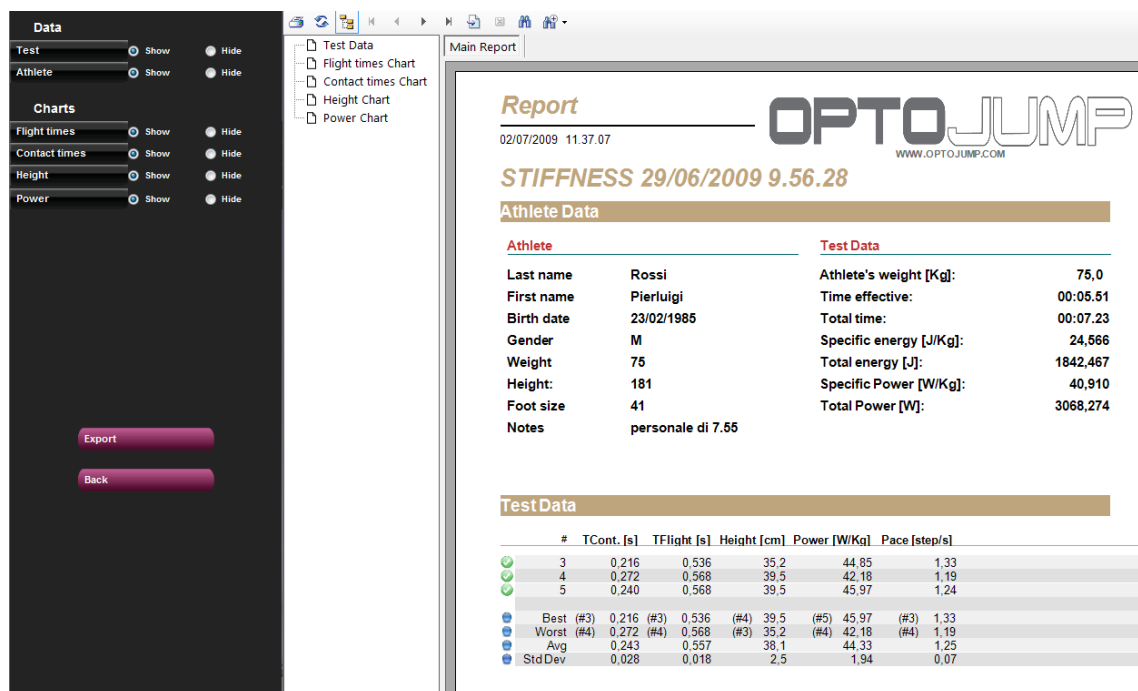 Data
Test Show Hide
Athlete Show Hide
Charts
Flight times Show Hide
Contact times Show Hide
Height Show Hide
Power Show Hide
Export
Back
Test Data
Flight times Chart
Contact times Chart
Height Chart
Power Chart
Main Report
Report
02/07/2009 11.37.07
OPTOJUMP
WWW.OPTOJUMP.COM
STIFFNESS 29/06/2009 9.56.28
Athlete Data
Athlete
Last name Rossi
First name Pierluigi
Birth date 23/02/1985
Gender M
Weight 75
Height: 181
Foot size 41
Notes personale di 7.55
Test Data
Athlete's weight [Kg]: 75,0
Time effective: 00:05.51
Total time: 00:07.23
Specific energy [J/Kg]: 24,566
Total energy [J]: 1842,467
Specific Power [W/Kg]: 40,910
Total Power [W]: 3068,274
Test Data
# TCont. [s] TFlight [s] Height [cm] Power [W/Kg] Pace [step/s]
3 0,216 0,536 35,2 44,85 1,33
4 0,272 0,568 39,5 42,18 1,19
5 0,240 0,568 39,5 45,97 1,24
Best (#3) 0,216 (#3) 0,536 (#4) 39,5 (#5) 45,97 (#3) 1,33
Worst (#4) 0,272 (#4) 0,568 (#3) 35,2 (#4) 42,18 (#4) 1,19
Avg 0,243 0,557 38,1 44,33 1,25
StdDev 0,028 0,018 2,5 1,94 0,07